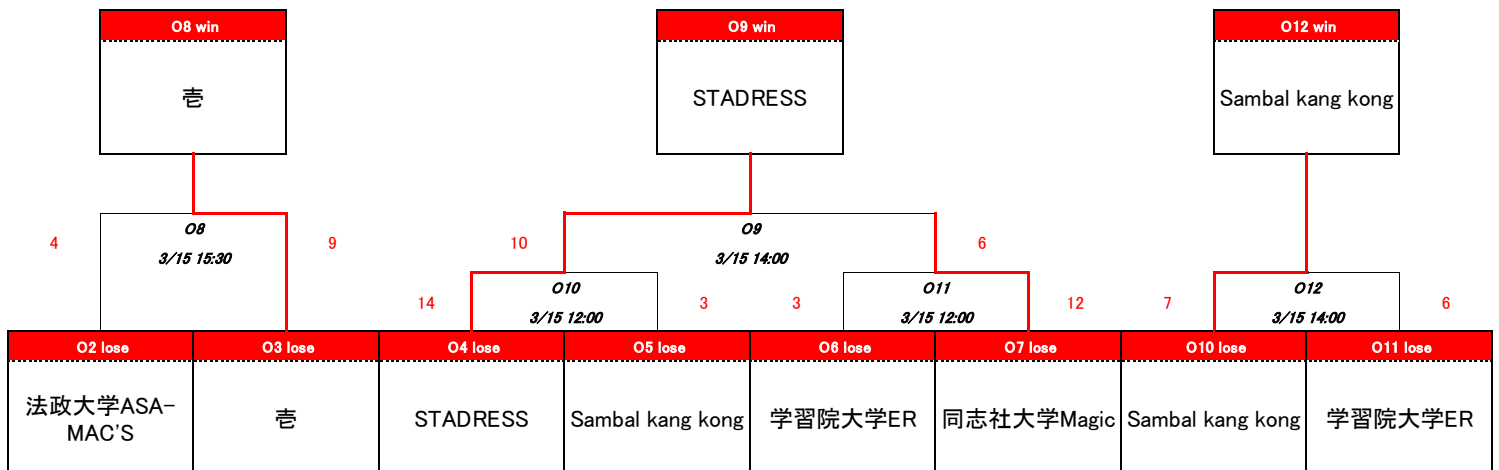 O8 win
O9 win
O12 win
壱
STADRESS
Sambal kang kong
4
O8
9
10
O9
6
3/15 15:30
3/15 14:00
14
O10
3
3
O11
12
7
O12
6
3/15 12:00
3/15 12:00
3/15 14:00
O2 lose
O3 lose
O4 lose
O5 lose
O6 lose
O7 lose
O10 lose
O11 lose
法政大学ASA-
MAC'S
壱
STADRESS
Sambal kang kong
学習院大学ER
同志社大学Magic
Sambal kang kong
学習院大学ER